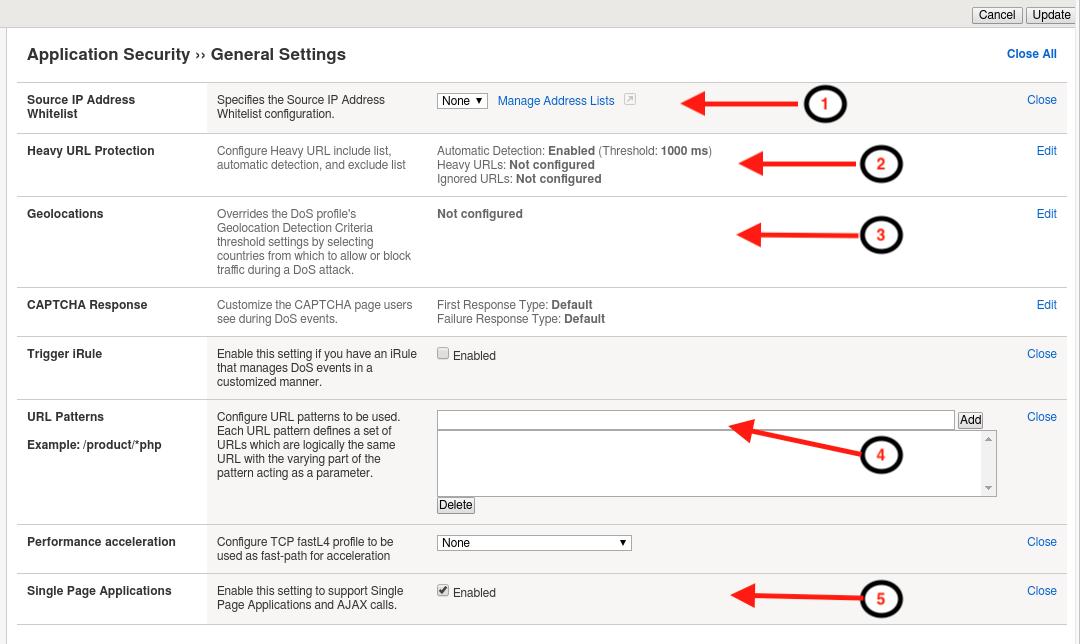 Cancel Update
Application Security ›› General Settings
Close All
Source IP Address
Whitelist
Specifies the Source IP Address
Whitelist configuration.
None ▼ Manage Address Lists
1
Close
Heavy URL Protection
Configure Heavy URL include list,
automatic detection, and exclude list
Automatic Detection: Enabled (Threshold: 1000 ms)
Heavy URLs: Not configured
Ignored URLs: Not configured
2
Edit
Geolocations
Overrides the DoS profile's
Geolocation Detection Criteria
threshold settings by selecting
countries from which to allow or block
traffic during a DoS attack.
Not configured
3
Edit
CAPTCHA Response
Customize the CAPTCHA page users
see during DoS events.
First Response Type: Default
Failure Response Type: Default
Edit
Trigger iRule
Enable this setting if you have an iRule
that manages DoS events in a
customized manner.
Enabled
Close
URL Patterns
Example: /product/*php
Configure URL patterns to be used.
Each URL pattern defines a set of
URLs which are logically the same
URL with the varying part of the
pattern acting as a parameter.
Add
Delete
4
Close
Performance acceleration
Configure TCP fastL4 profile to be
used as fast-path for acceleration
None ▼
Close
Single Page Applications
Enable this setting to support Single
Page Applications and AJAX calls.
Enabled
5
Close